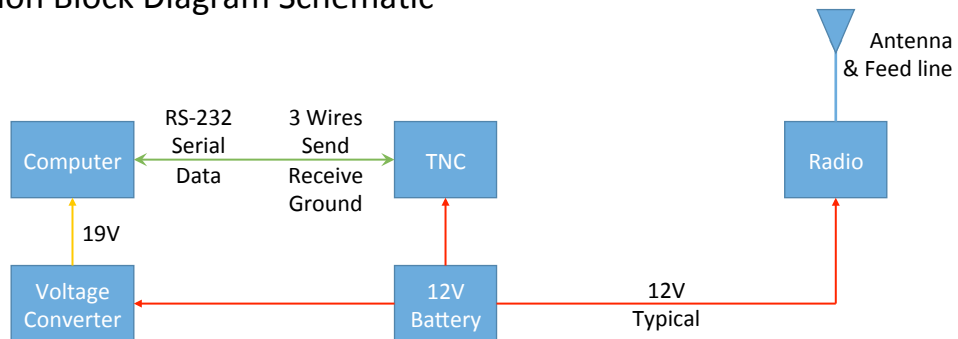 ion Block Diagram Schematic
Antenna
& Feed line
RS-232
Serial
Data
3 Wires
Send
Receive
Ground
Computer
TNC
Radio
19V
Voltage
Converter
12V
Battery
12V
Typical